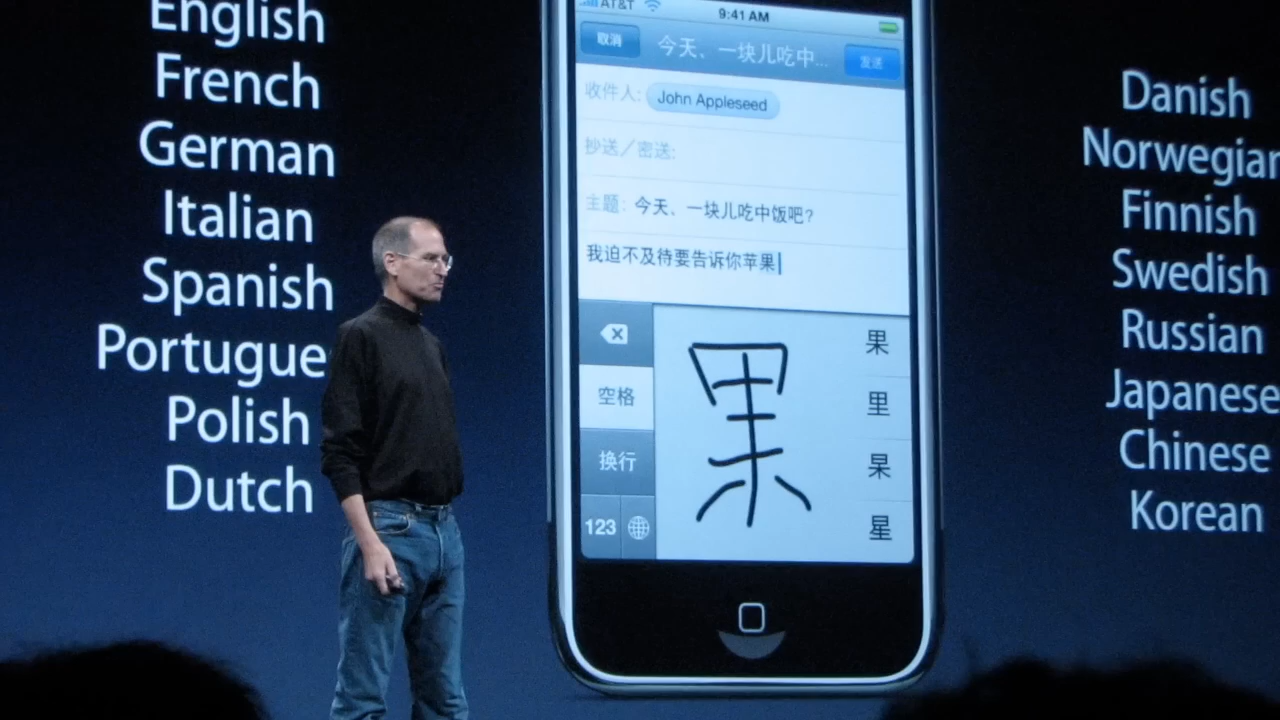 English
French
German
Italian
Spanish
Portugue
Polish
Dutch
AT&T 9:41 AM
取消 今天、一块儿吃中... 发送
收件人: John Appleseed
抄送／密送:
主题: 今天、一块儿吃中饭吧?
我迫不及待要告诉你苹果
空格
换行
123
果
果
里
杲
星
Danish
Norwegian
Finnish
Swedish
Russian
Japanese
Chinese
Korean